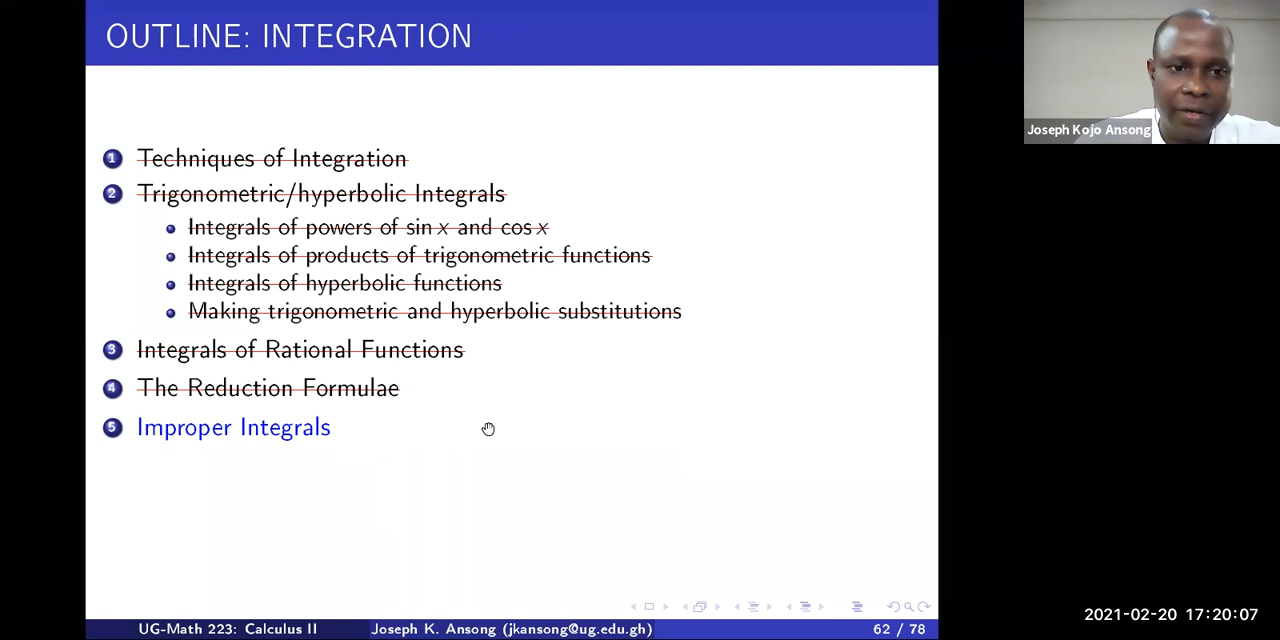 OUTLINE: INTEGRATION
Joseph Kojo Ansong
1 Techniques of Integration
2 Trigonometric/hyperbolic Integrals
Integrals of powers of sin x and cos x
Integrals of products of trigonometric functions
Integrals of hyperbolic functions
Making trigonometric and hyperbolic substitutions
3 Integrals of Rational Functions
4 The Reduction Formulae
5 Improper Integrals
UG-Math 223: Calculus II Joseph K. Ansong (jkansong@ug.edu.gh) 62 / 78
2021-02-20 17:20:07